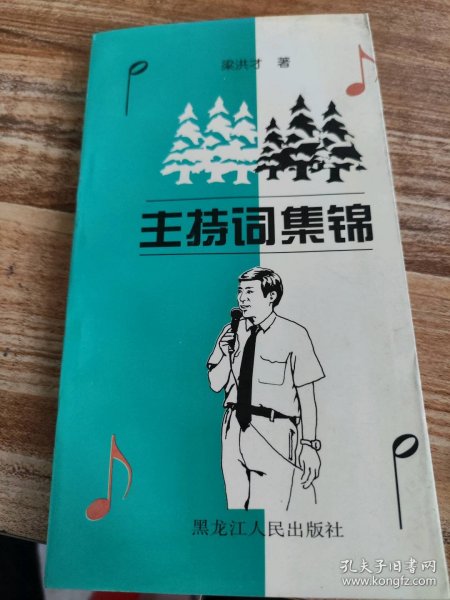 梁洪才 著
主持词集锦
黑龙江人民出版社
孔夫子旧书网
www.kongfz.com